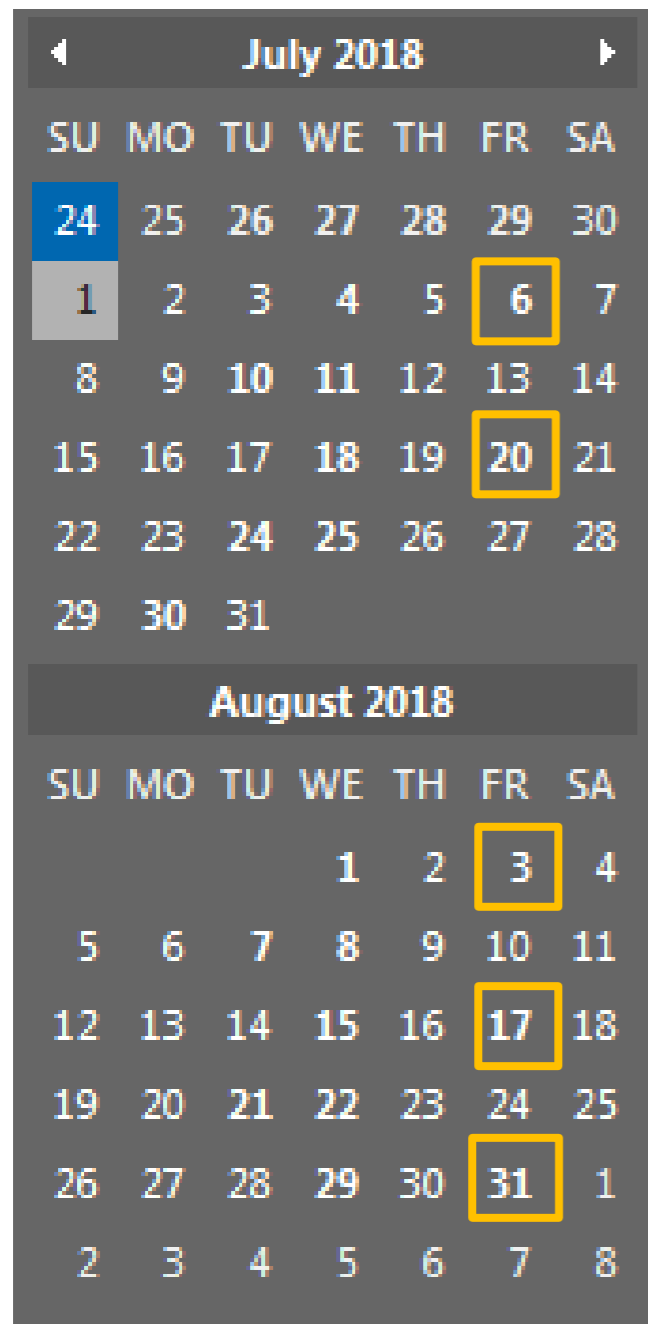 July 2018
SU MO TU WE TH FR SA
24 25 26 27 28 29 30
1 2 3 4 5 6 7
8 9 10 11 12 13 14
15 16 17 18 19 20 21
22 23 24 25 26 27 28
29 30 31
August 2018
SU MO TU WE TH FR SA
1 2 3 4
5 6 7 8 9 10 11
12 13 14 15 16 17 18
19 20 21 22 23 24 25
26 27 28 29 30 31 1
2 3 4 5 6 7 8